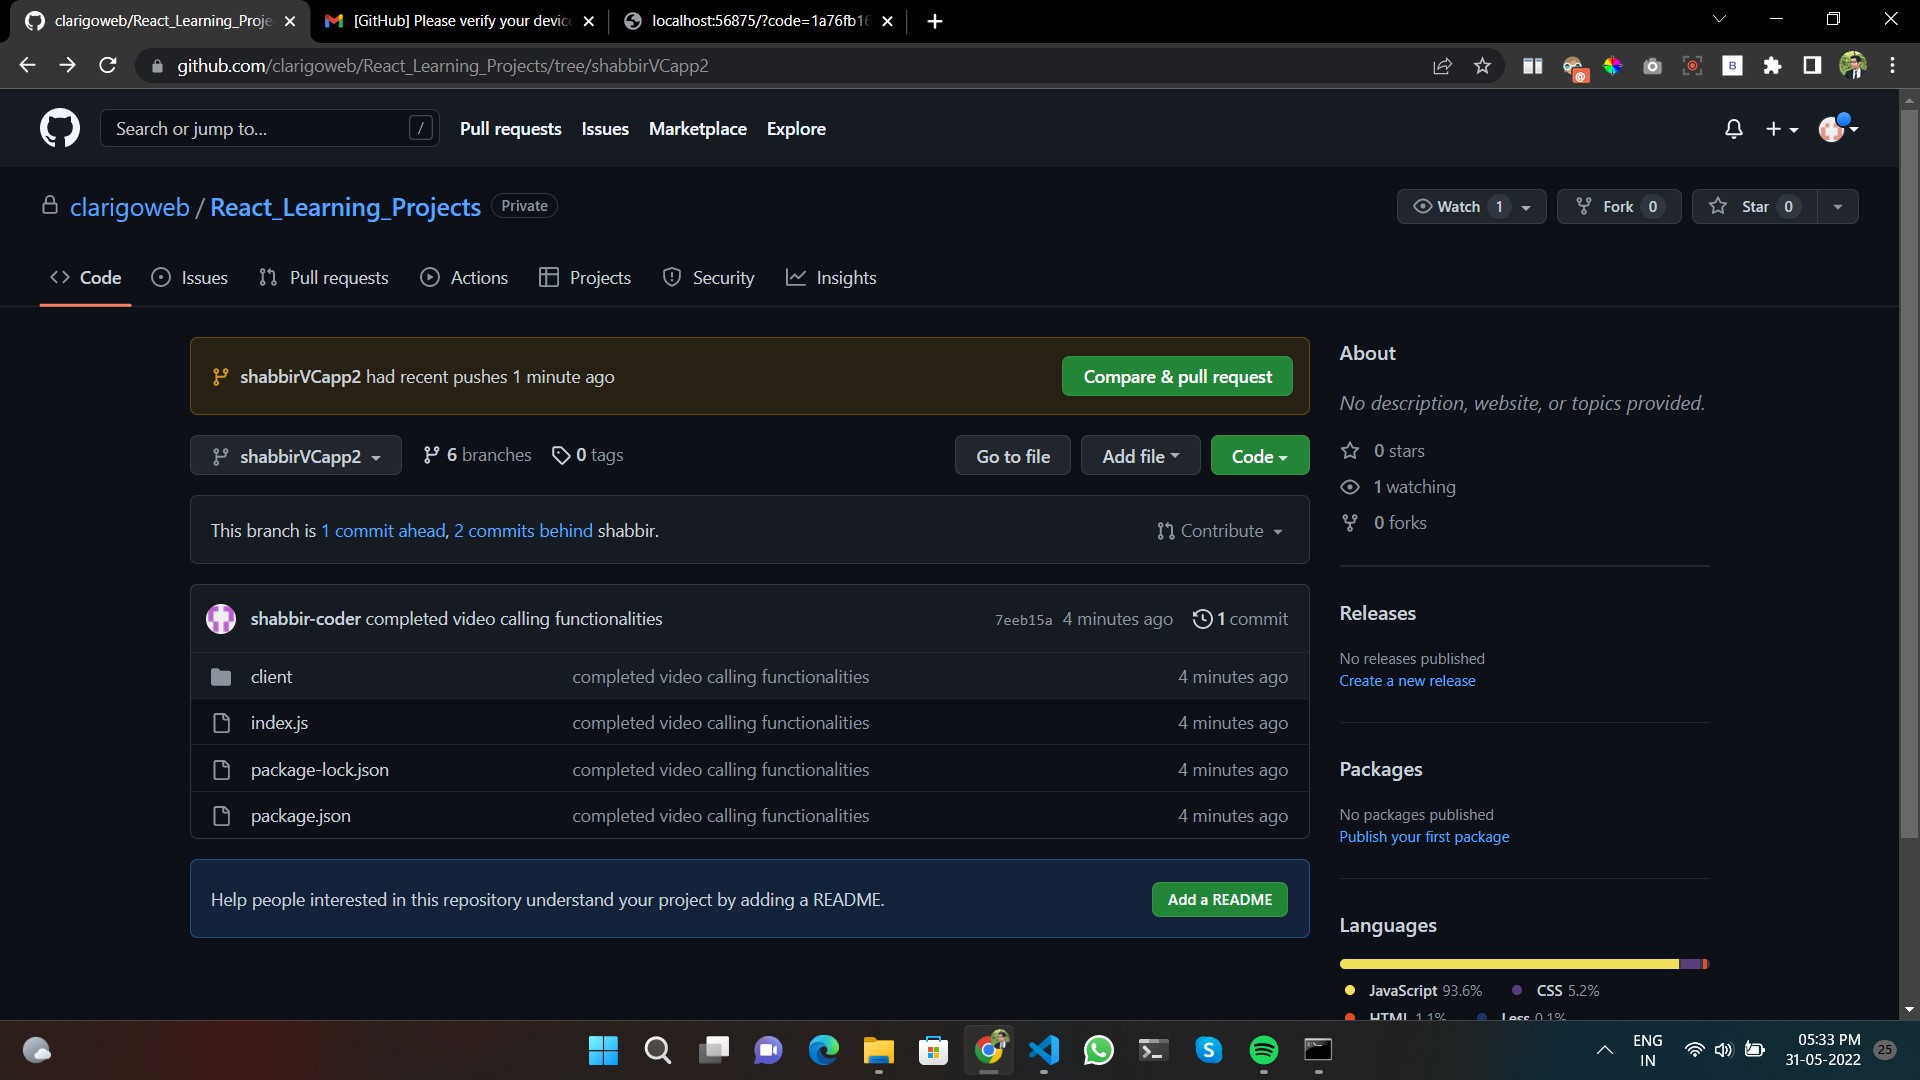 clarigoweb/React_Learning_Proje
[GitHub] Please verify your device
localhost:56875/?code=1a76fb16
github.com/clarigoweb/React_Learning_Projects/tree/shabbirVCapp2
Search or jump to... /
Pull requests Issues Marketplace Explore
clarigoweb / React_Learning_Projects Private
Watch 1 Fork 0 Star 0
Code Issues Pull requests Actions Projects Security Insights
shabbirVCapp2 had recent pushes 1 minute ago
Compare & pull request
shabbirVCapp2 6 branches 0 tags
Go to file Add file Code
This branch is 1 commit ahead, 2 commits behind shabbir.
Contribute
shabbir-coder completed video calling functionalities 7eeb15a 4 minutes ago 1 commit
client completed video calling functionalities 4 minutes ago
index.js completed video calling functionalities 4 minutes ago
package-lock.json completed video calling functionalities 4 minutes ago
package.json completed video calling functionalities 4 minutes ago
Help people interested in this repository understand your project by adding a README.
Add a README
About
No description, website, or topics provided.
0 stars
1 watching
0 forks
Releases
No releases published
Create a new release
Packages
No packages published
Publish your first package
Languages
JavaScript 93.6% CSS 5.2%
HTML 1.1% Less 0.1%
ENG
IN
05:33 PM
31-05-2022
25